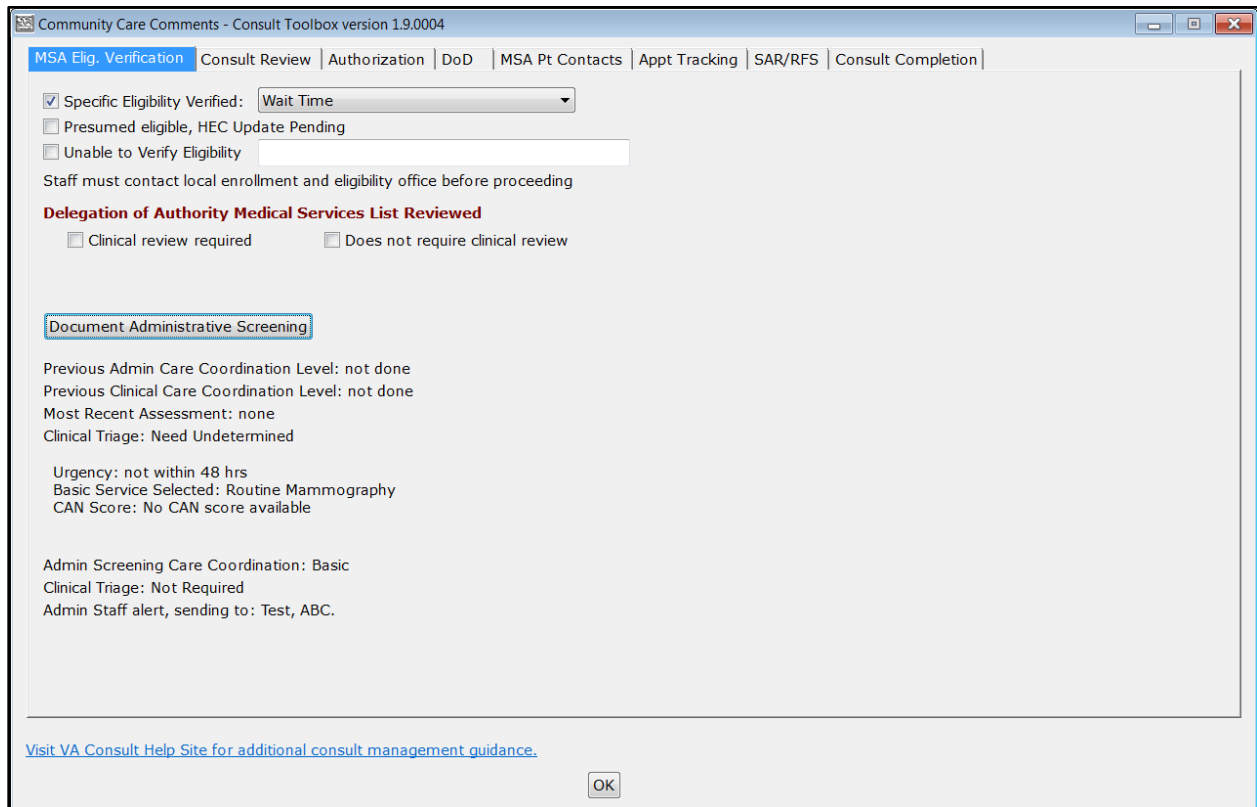 Community Care Comments - Consult Toolbox version 1.9.0004
MSA Elig. Verification Consult Review Authorization DoD MSA Pt Contacts Appt Tracking SAR/RFS Consult Completion
Specific Eligibility Verified: Wait Time
Presumed eligible, HEC Update Pending
Unable to Verify Eligibility
Staff must contact local enrollment and eligibility office before proceeding
Delegation of Authority Medical Services List Reviewed
Clinical review required Does not require clinical review
Document Administrative Screening
Previous Admin Care Coordination Level: not done
Previous Clinical Care Coordination Level: not done
Most Recent Assessment: none
Clinical Triage: Need Undetermined
Urgency: not within 48 hrs
Basic Service Selected: Routine Mammography
CAN Score: No CAN score available
Admin Screening Care Coordination: Basic
Clinical Triage: Not Required
Admin Staff alert, sending to: Test, ABC.
Visit VA Consult Help Site for additional consult management guidance.
OK